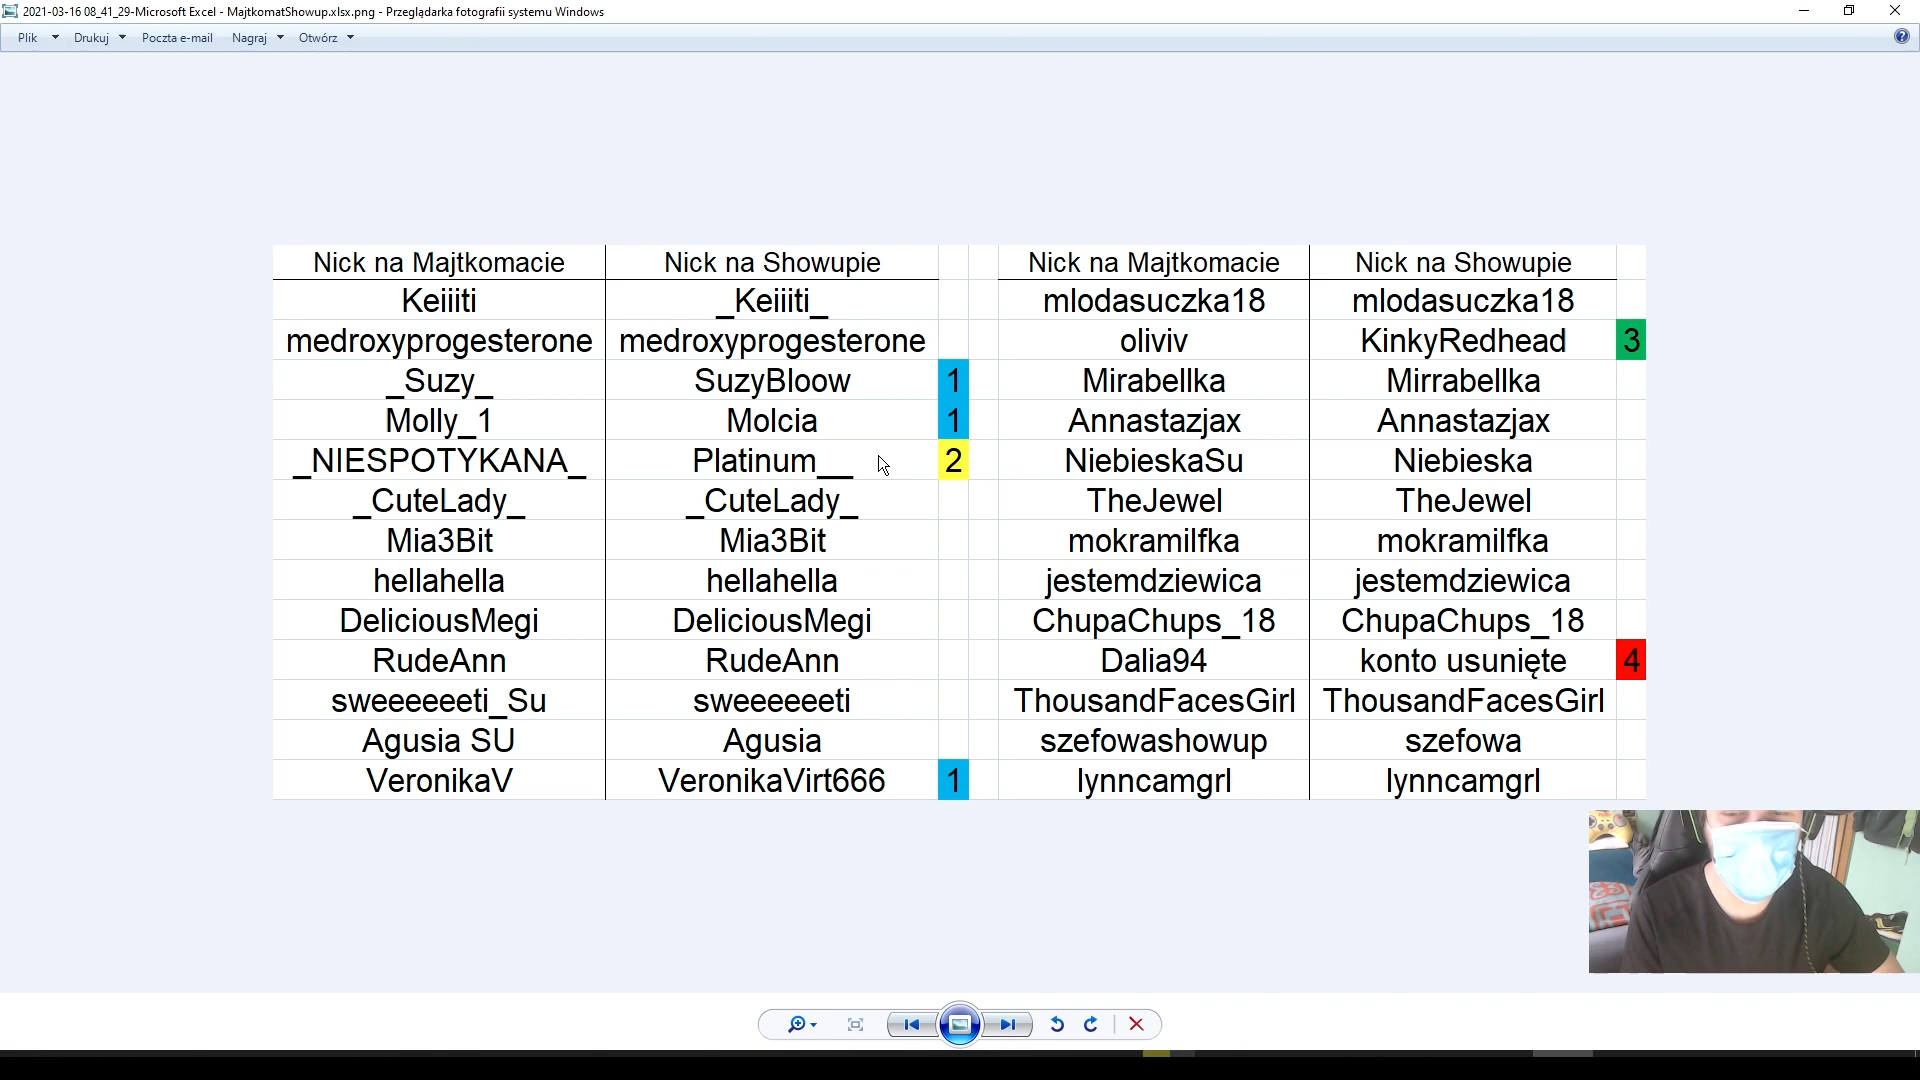 2021-03-16 08_41_29-Microsoft Excel - MajtkomatShowup.xlsx.png - Przeglądarka fotografii systemu Windows
Plik Drukuj Poczta e-mail Nagraj Otwórz
Nick na Majtkomacie Nick na Showupie Nick na Majtkomacie Nick na Showupie
Keiiiti _Keiiiti_ mlodasuczka18 mlodasuczka18
medroxyprogesterone medroxyprogesterone oliviv KinkyRedhead 3
_Suzy_ SuzyBloow 1 Mirabellka Mirrabellka
Molly_1 Molcia 1 Annastazjax Annastazjax
_NIESPOTYKANA_ Platinum__ 2 NiebieskaSu Niebieska
_CuteLady_ _CuteLady_ TheJewel TheJewel
Mia3Bit Mia3Bit mokramilfka mokramilfka
hellahella hellahella jestemdziewica jestemdziewica
DeliciousMegi DeliciousMegi ChupaChups_18 ChupaChups_18
RudeAnn RudeAnn Dalia94 konto usunięte 4
sweeeeeeti_Su sweeeeeeti ThousandFacesGirl ThousandFacesGirl
Agusia SU Agusia szefowashowup szefowa
VeronikaV VeronikaVirt666 1 lynncamgrl lynncamgrl